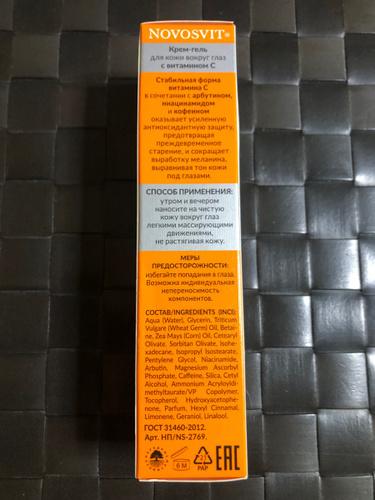 NOVOSVIT®
Крем-гель
для кожи вокруг глаз
с витамином С
Стабильная форма
витамина С
в сочетании с арбутином,
ниацинамидом
и кофеином
оказывает усиленную
антиоксидантную защиту,
предотвращая
преждевременное
старение, и сокращает
выработку меланина,
выравнивая тон кожи
под глазами.
СПОСОБ ПРИМЕНЕНИЯ:
утром и вечером
наносите на чистую
кожу вокруг глаз
легкими массирующими
движениями,
не растягивая кожу.
МЕРЫ
ПРЕДОСТОРОЖНОСТИ:
избегайте попадания в глаза.
Возможна индивидуальная
непереносимость
компонентов.
СОСТАВ/INGREDIENTS (INCI):
Aqua (Water), Glycerin, Triticum
Vulgare (Wheat Germ) Oil, Betai-
ne, Zea Mays (Corn) Oil, Cetearyl
Olivate, Sorbitan Olivate, Isohe-
xadecane, Isopropyl Isostearate,
Pentylene Glycol, Niacinamide,
Arbutin, Magnesium Ascorbyl
Phosphate, Caffeine, Silica, Cetyl
Alcohol, Ammonium Acryloyldi-
methyltaurate/VP Copolymer,
Tocopherol, Hydroxyacetophe-
none, Parfum, Hexyl Cinnamal,
Limonene, Geraniol, Linalool.
ГОСТ 31460-2012.
Арт. НП/NS-2769.
6 M
21
PAP
EAC